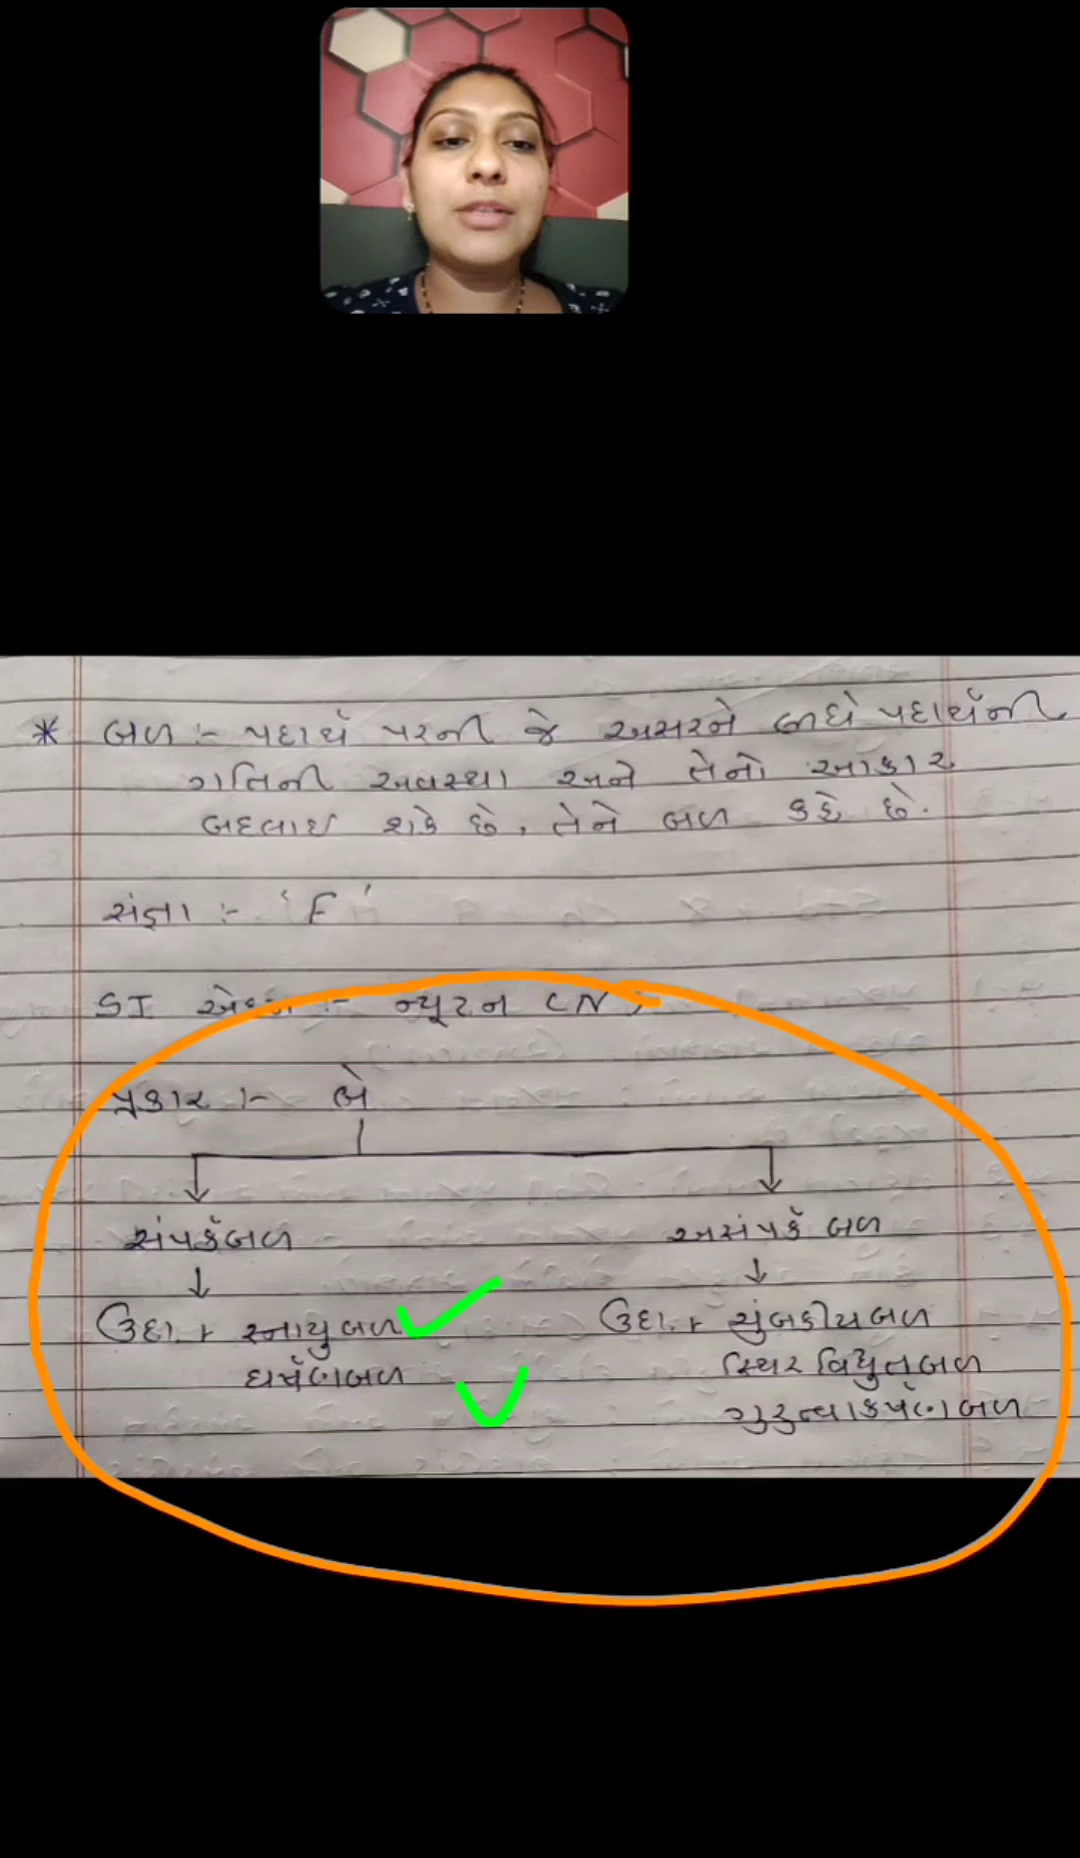 * બળ :- પદાર્થ પરની જે અસરને લીધે પદાર્થની
ગતિની અવસ્થા અને તેનો આકાર
બદલાઇ શકે છે, તેને બળ કહે છે.
સંજ્ઞા :- 'F'
SI એકમ :- ન્યૂટન (N)
પ્રકાર :- બે
સંપર્કબળ
અસંપર્ક બળ
ઉદા. + સ્નાયુબળ
ઘર્ષણબળ
ઉદા. + ચુંબકીયબળ
સ્થિર વિદ્યુતબળ
ગુરુત્વાકર્ષણબળ